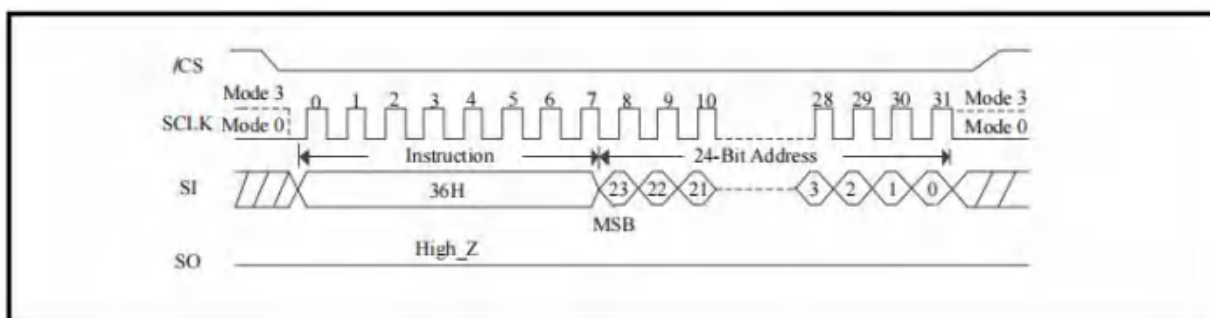 /CS
Mode 3 0 1 2 3 4 5 6 7 8 9 10 28 29 30 31 Mode 3
SCLK Mode 0 Mode 0
Instruction 24-Bit Address
SI 36H 23 22 21 3 2 1 0
MSB
High_Z
SO